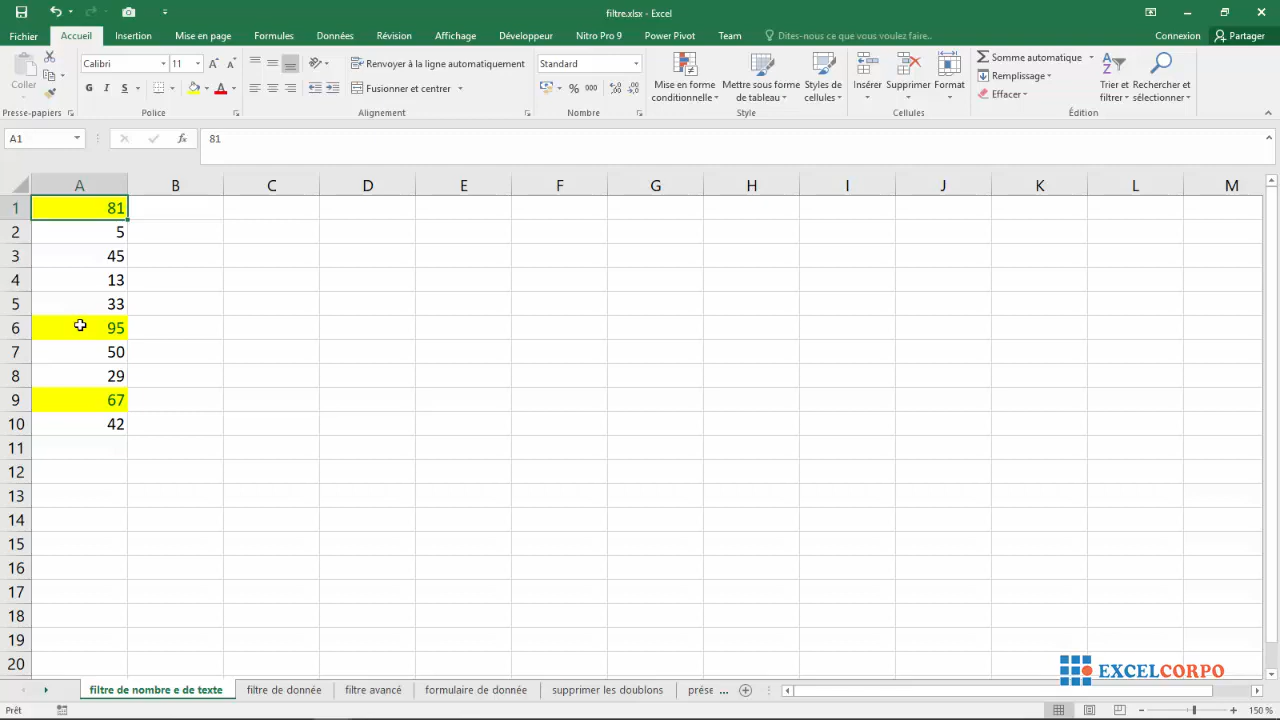 filtre.xlsx - Excel
Fichier Accueil Insertion Mise en page Formules Données Révision Affichage Développeur Nitro Pro 9 Power Pivot Team Dites-nous ce que vous voulez faire.. Connexion Partager
Coller
Calibri 11
G I S
Renvoyer à la ligne automatiquement
Fusionner et centrer
Standard
% 000
Mise en forme conditionnelle
Mettre sous forme de tableau
Styles de cellules
Insérer
Supprimer
Format
Somme automatique
Remplissage
Effacer
Trier et filtrer
Rechercher et sélectionner
Presse-papiers Police Alignement Nombre Style Cellules Édition
A1 fx 81
A B C D E F G H I J K L M
1 81
2 5
3 45
4 13
5 33
6 95
7 50
8 29
9 67
10 42
11
12
13
14
15
16
17
18
19
20
EXCELCORPO
filtre de nombre e de texte filtre de donnée filtre avancé formulaire de donnée supprimer les doublons prése ...
Prêt 150 %